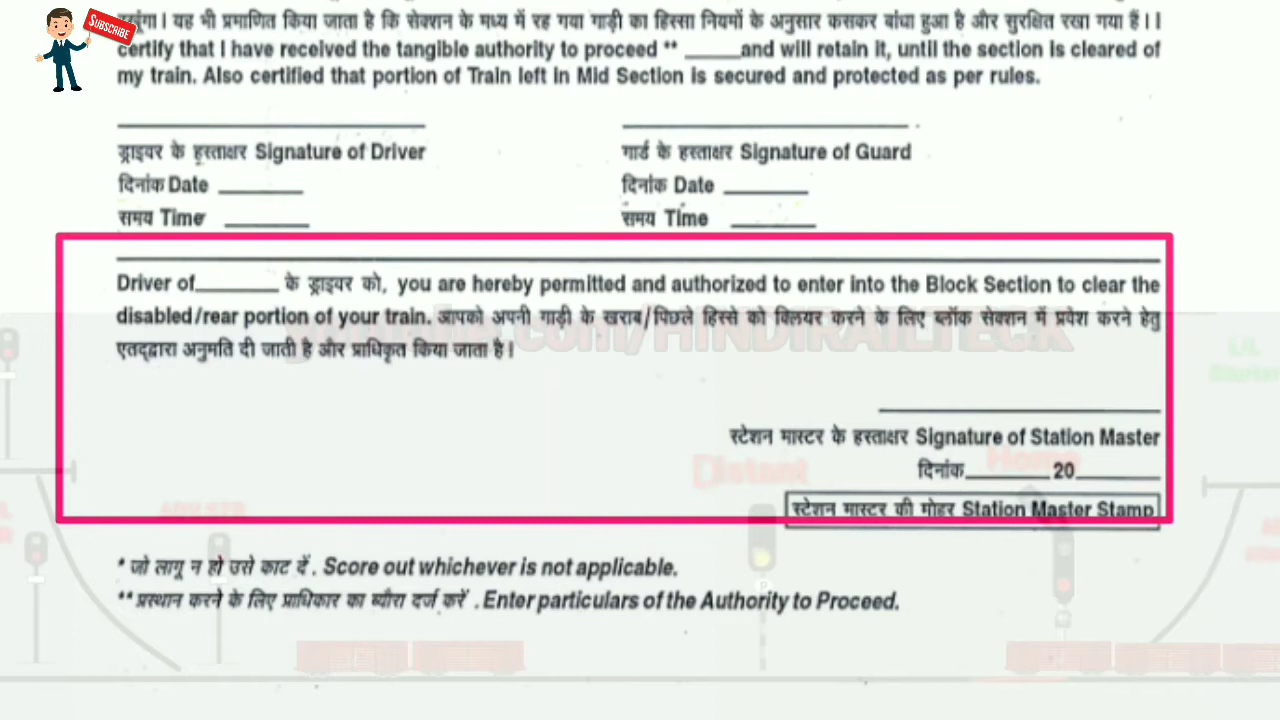 रखूंगा। यह भी प्रमाणित किया जाता है कि सेक्शन के मध्य में रह गया गाड़ी का हिस्सा नियमों के अनुसार कसकर बांधा हुआ है और सुरक्षित रखा गया हैं। I
SUBSCRIBE
certify that I have received the tangible authority to proceed ** _____and will retain it, until the section is cleared of
my train. Also certified that portion of Train left in Mid Section is secured and protected as per rules.
ड्राइवर के हस्ताक्षर Signature of Driver
गार्ड के हस्ताक्षर Signature of Guard
दिनांक Date ________
दिनांक Date ________
समय Time ________
समय Time ________
Driver of________ के ड्राइवर को, you are hereby permitted and authorized to enter into the Block Section to clear the
disabled/rear portion of your train. आपको अपनी गाड़ी के खराब/पिछले हिस्से को क्लियर करने के लिए ब्लॉक सेक्शन में प्रवेश करने हेतु
youtube.com/HINDIRAILTECK
एतद्द्वारा अनुमति दी जाती है और प्राधिकृत किया जाता है।
स्टेशन मास्टर के हस्ताक्षर Signature of Station Master
Distant
Home
दिनांक________20________
स्टेशन मास्टर की मोहर Station Master Stamp
* जो लागू न हो उसे काट दें . Score out whichever is not applicable.
** प्रस्थान करने के लिए प्राधिकार का ब्यौरा दर्ज करें . Enter particulars of the Authority to Proceed.